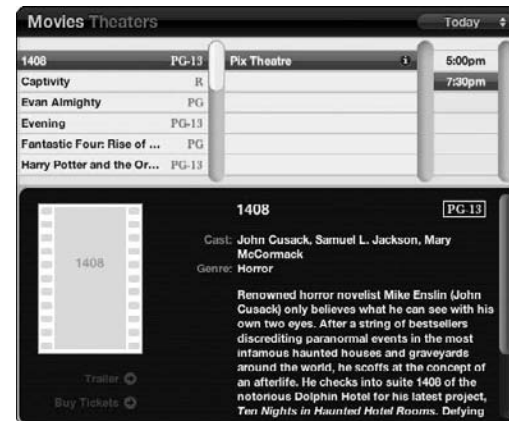 Movies Theaters Today
1408 PG-13 Pix Theatre i 5:00pm
Captivity R 7:30pm
Evan Almighty PG
Evening PG-13
Fantastic Four: Rise of ... PG
Harry Potter and the Or... PG-13
1408 PG-13
1408
Cast: John Cusack, Samuel L. Jackson, Mary
McCormack
Genre: Horror
Renowned horror novelist Mike Enslin (John
Cusack) only believes what he can see with his
own two eyes. After a string of bestsellers
discrediting paranormal events in the most
infamous haunted houses and graveyards
around the world, he scoffs at the concept of
an afterlife. He checks into suite 1408 of the
notorious Dolphin Hotel for his latest project,
Ten Nights in Haunted Hotel Rooms. Defying
Trailer
Buy Tickets